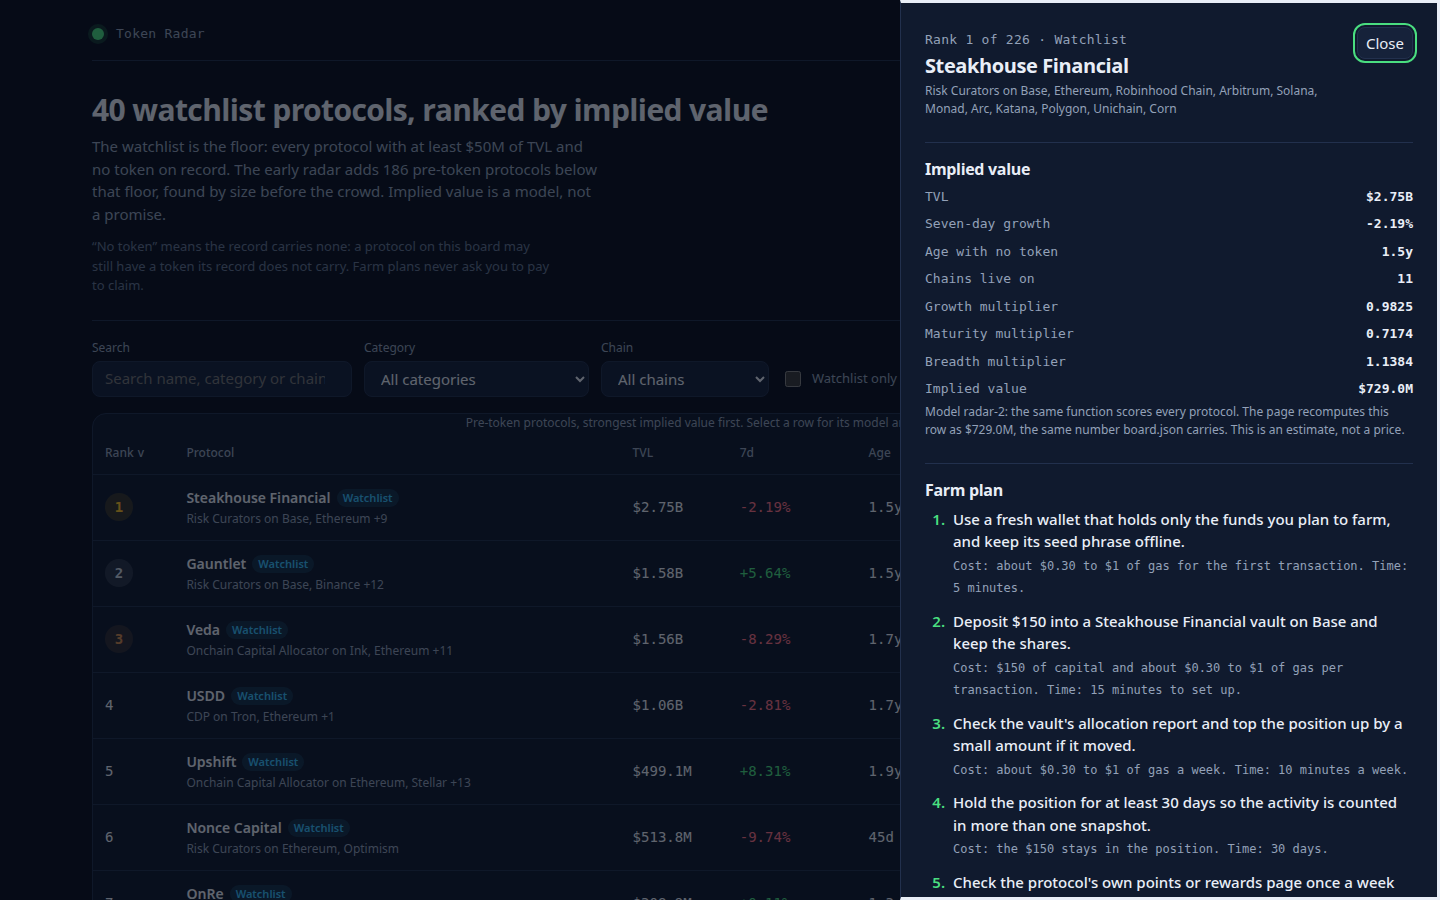 Token Radar
40 watchlist protocols, ranked by implied value
The watchlist is the floor: every protocol with at least $50M of TVL and
no token on record. The early radar adds 186 pre-token protocols below
that floor, found by size before the crowd. Implied value is a model, not
a promise.
“No token” means the record carries none: a protocol on this board may
still have a token its record does not carry. Farm plans never ask you to pay
to claim.
Search Category Chain
Search name, category or chain All categories All chains Watchlist only
Pre-token protocols, strongest implied value first. Select a row for its model a
Rank v Protocol TVL 7d Age
1 Steakhouse Financial Watchlist $2.75B -2.19% 1.5y
Risk Curators on Base, Ethereum +9
2 Gauntlet Watchlist $1.58B +5.64% 1.5y
Risk Curators on Base, Binance +12
3 Veda Watchlist $1.56B -8.29% 1.7y
Onchain Capital Allocator on Ink, Ethereum +11
4 USDD Watchlist $1.06B -2.81% 1.7y
CDP on Tron, Ethereum +1
5 Upshift Watchlist $499.1M +8.31% 1.9y
Onchain Capital Allocator on Ethereum, Stellar +13
6 Nonce Capital Watchlist $513.8M -9.74% 45d
Risk Curators on Ethereum, Optimism
OnRe Watchlist
Rank 1 of 226 · Watchlist
Close
Steakhouse Financial
Risk Curators on Base, Ethereum, Robinhood Chain, Arbitrum, Solana,
Monad, Arc, Katana, Polygon, Unichain, Corn
Implied value
TVL $2.75B
Seven-day growth -2.19%
Age with no token 1.5y
Chains live on 11
Growth multiplier 0.9825
Maturity multiplier 0.7174
Breadth multiplier 1.1384
Implied value $729.0M
Model radar-2: the same function scores every protocol. The page recomputes this
row as $729.0M, the same number board.json carries. This is an estimate, not a price.
Farm plan
1. Use a fresh wallet that holds only the funds you plan to farm,
and keep its seed phrase offline.
Cost: about $0.30 to $1 of gas for the first transaction. Time:
5 minutes.
2. Deposit $150 into a Steakhouse Financial vault on Base and
keep the shares.
Cost: $150 of capital and about $0.30 to $1 of gas per
transaction. Time: 15 minutes to set up.
3. Check the vault's allocation report and top the position up by a
small amount if it moved.
Cost: about $0.30 to $1 of gas a week. Time: 10 minutes a week.
4. Hold the position for at least 30 days so the activity is counted
in more than one snapshot.
Cost: the $150 stays in the position. Time: 30 days.
5. Check the protocol's own points or rewards page once a week